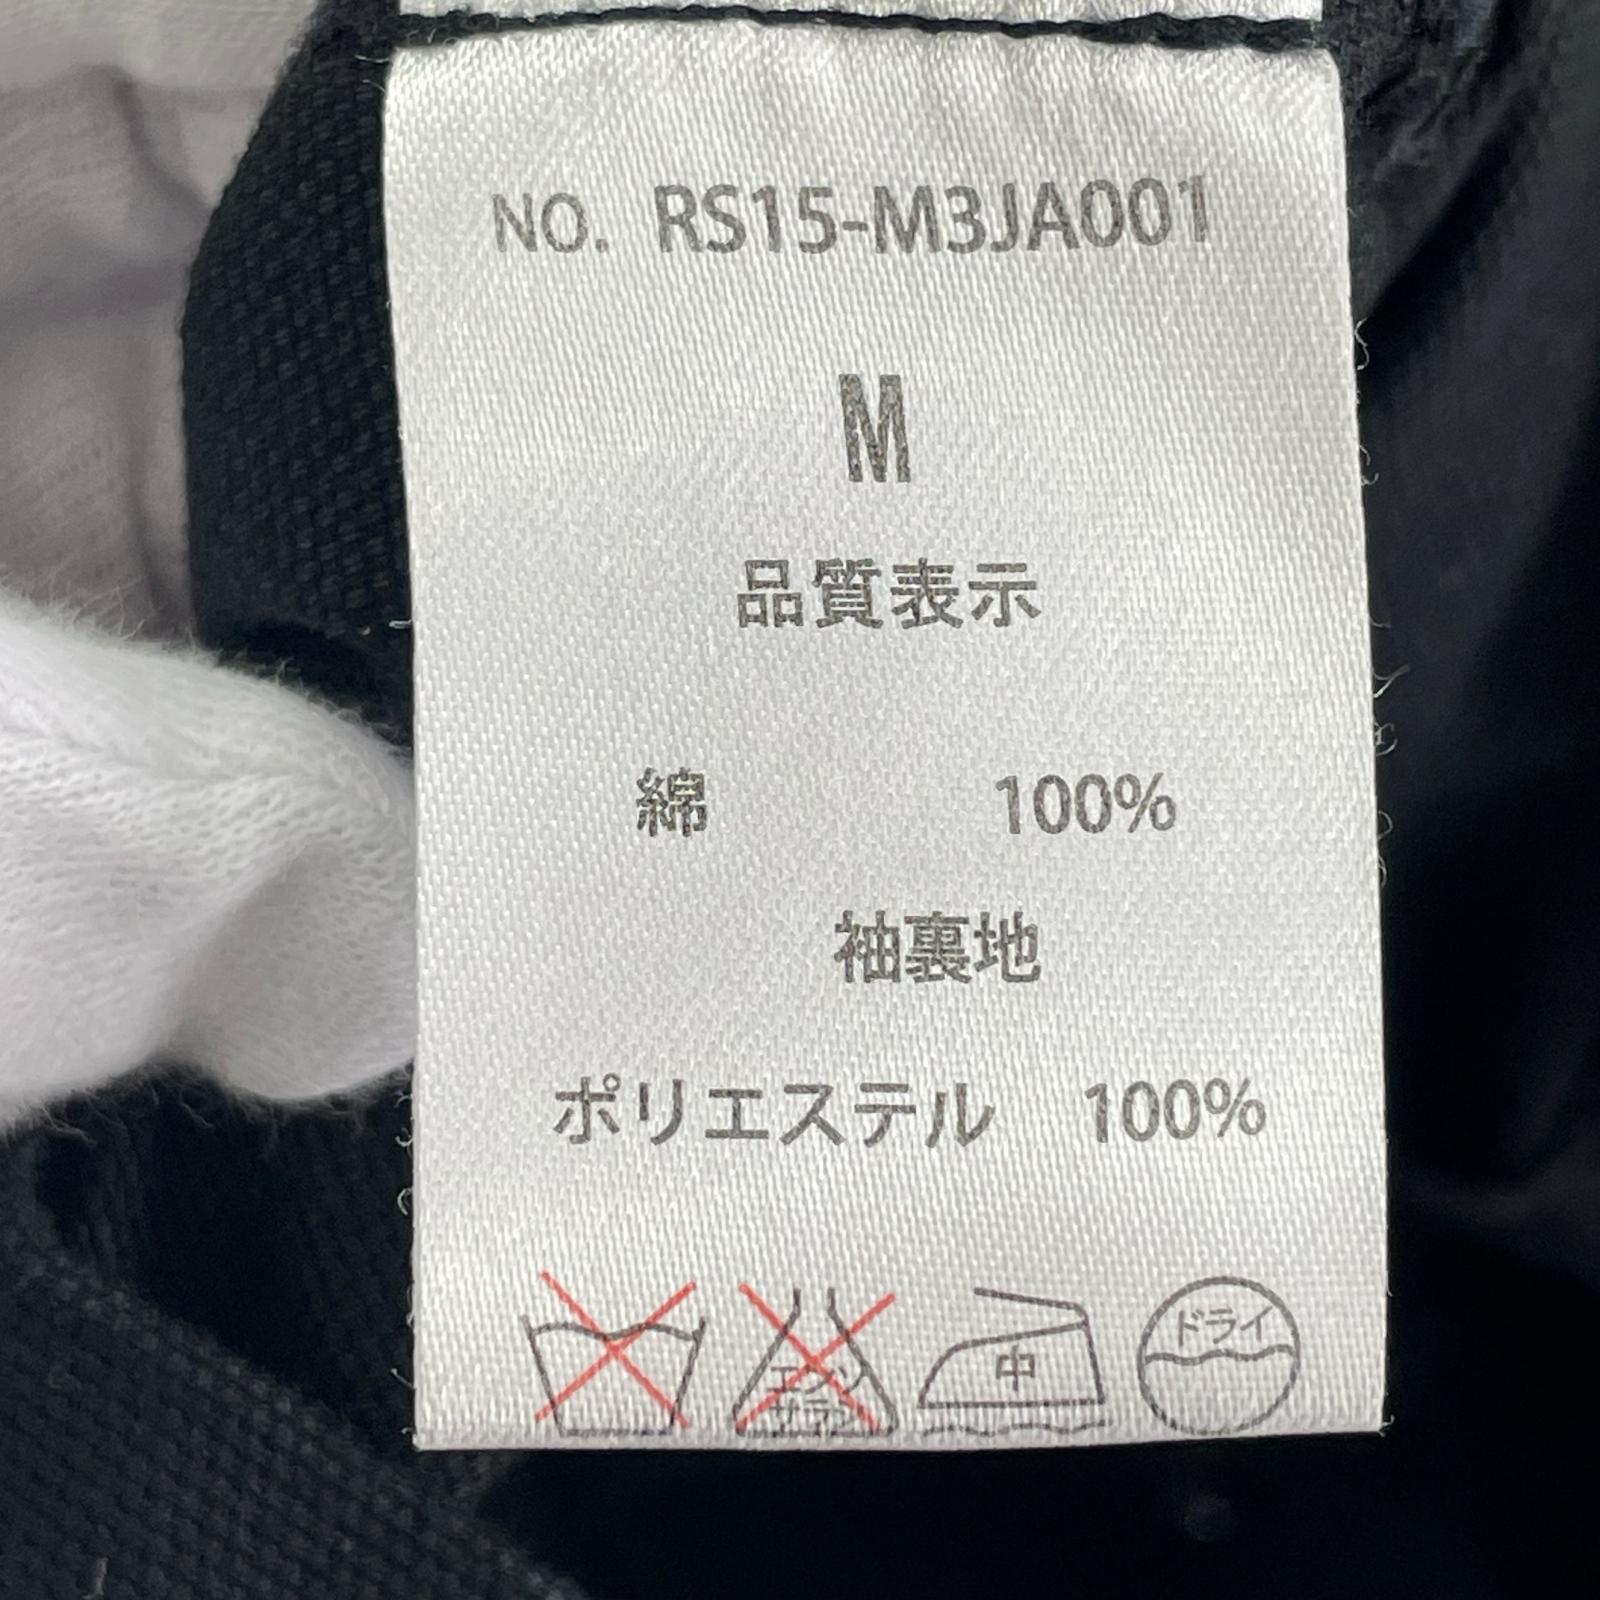 NO. RS15-M3JA001
M
品質表示
綿 100%
袖裏地
ポリエステル 100%
エンソ
サラシ
中
ドライ